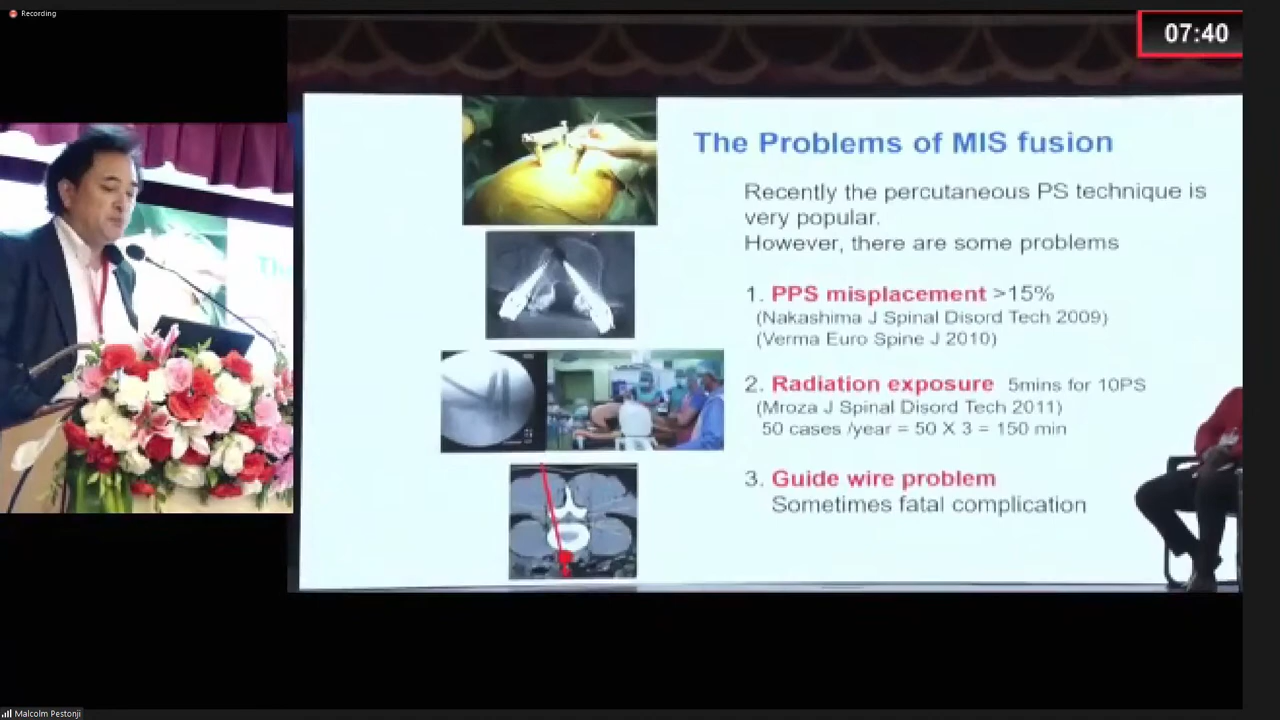 Recording
07:40
The Problems of MIS fusion
Recently the percutaneous PS technique is
very popular.
However, there are some problems
1. PPS misplacement >15%
(Nakashima J Spinal Disord Tech 2009)
(Verma Euro Spine J 2010)
2. Radiation exposure 5mins for 10PS
(Mroza J Spinal Disord Tech 2011)
50 cases /year = 50 X 3 = 150 min
3. Guide wire problem
Sometimes fatal complication
Malcolm Pestonji